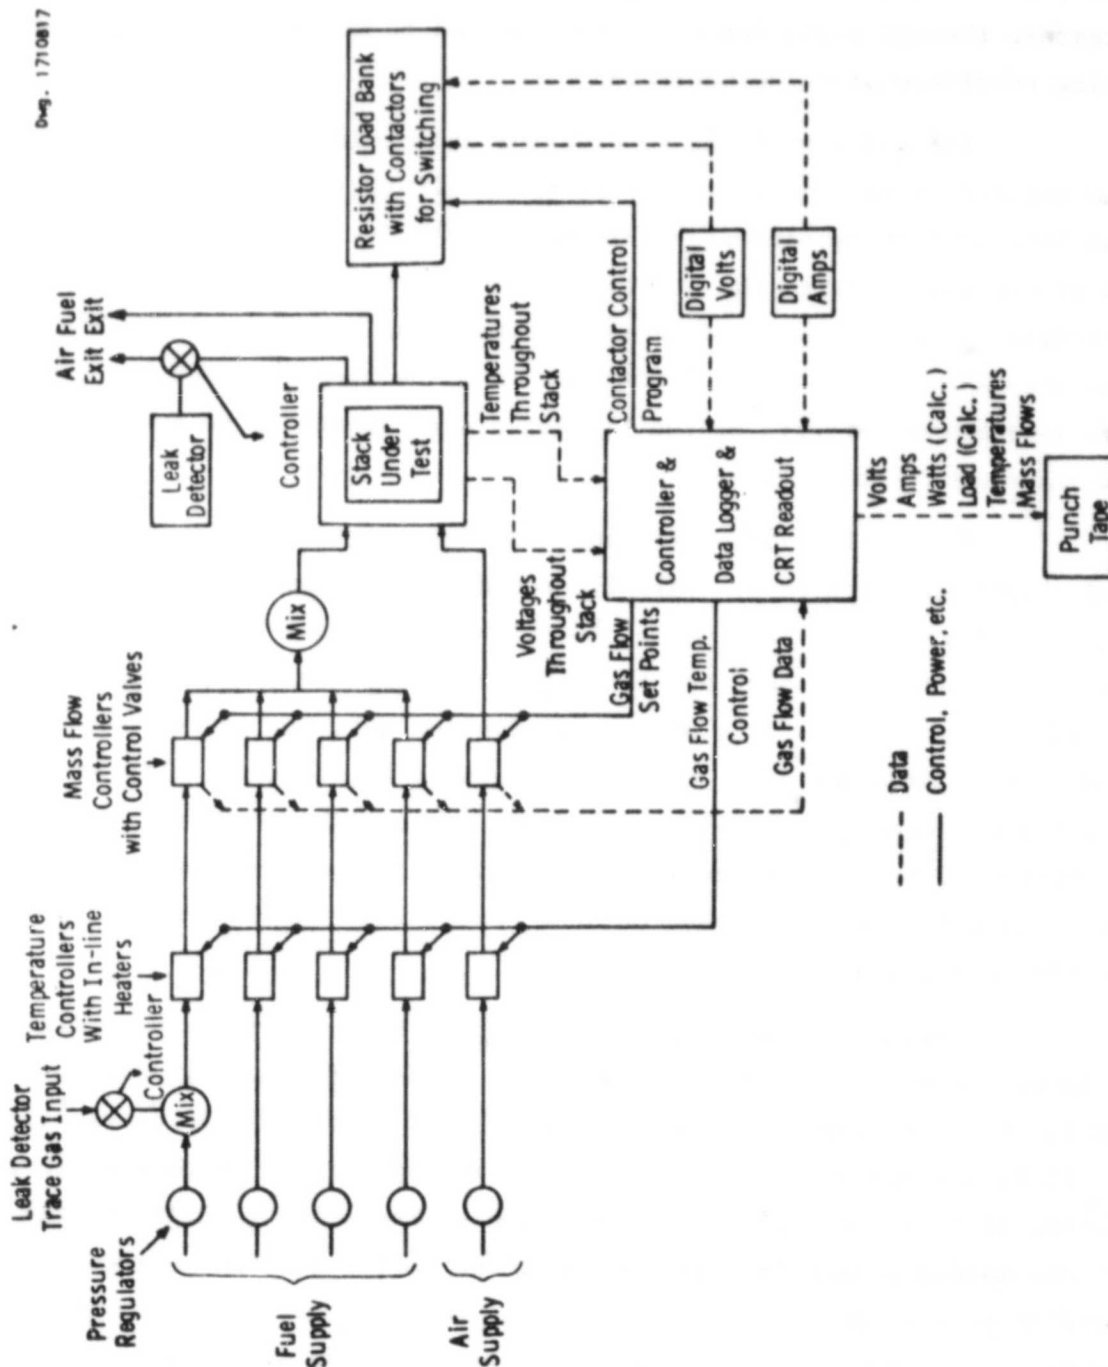 Dwg. 1710817
Leak Detector
Trace Gas Input
Controller
Mix
Pressure
Regulators
Fuel
Supply
Air
Supply
Temperature
Controllers
With In-line
Heaters
Mass Flow
Controllers
with Control Valves
Mix
Leak
Detector
Controller
Air
Exit
Fuel
Exit
Stack
Under
Test
Resistor Load Bank
with Contactors
for Switching
Voltages
Throughout
Stack
Temperatures
Throughout
Stack
Contactor Control
Program
Gas Flow
Set Points
Gas Flow Temp.
Control
Gas Flow Data
Controller &
Data Logger &
CRT Readout
Digital
Volts
Digital
Amps
Volts
Amps
Watts (Calc.)
Load (Calc.)
Temperatures
Mass Flows
Punch
Tape
Data
Control, Power, etc.